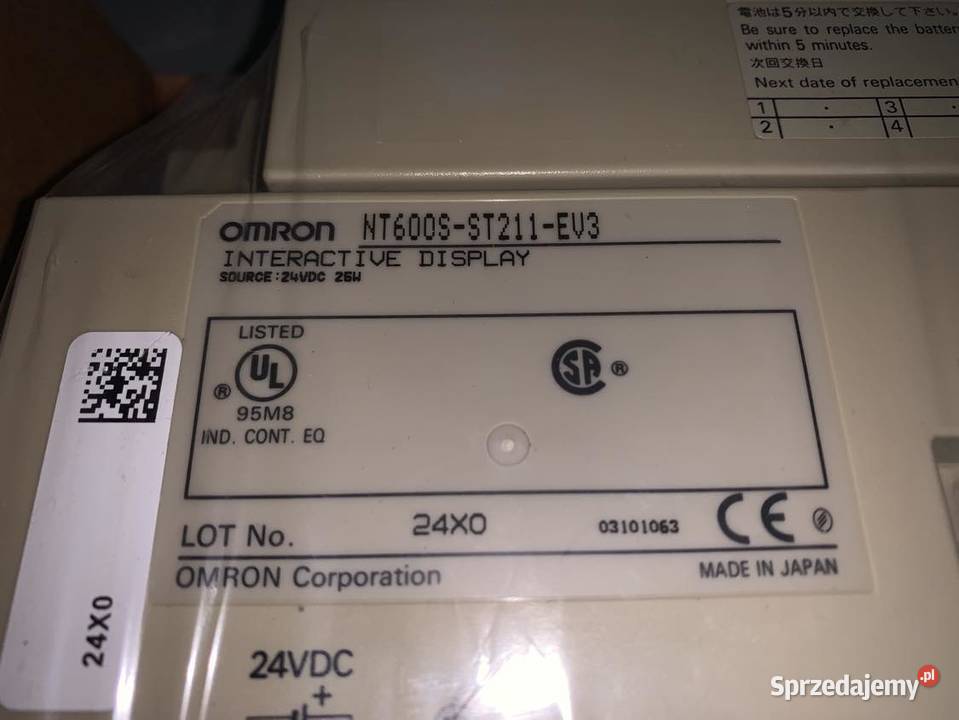 電池は5分以内で交換して下さい。
Be sure to replace the batter
within 5 minutes.
次回交換日
Next date of replacemen
1 . 3 .
2 . 4
OMRON NT600S-ST211-EV3
INTERACTIVE DISPLAY
SOURCE:24VDC 26W
LISTED
UL
®
95M8
IND. CONT. EQ
SA ®
LOT No. 24X0 03101063 CE
OMRON Corporation MADE IN JAPAN
24X0
24VDC
+
Sprzedajemy.pl